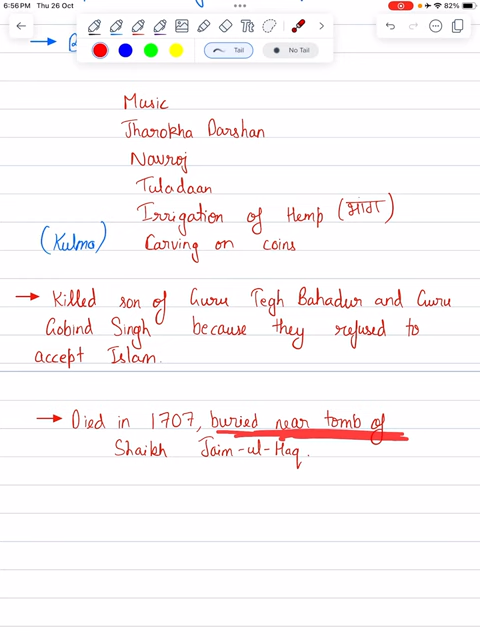 6:56 PM Thu 26 Oct
82%
Tail
No Tail
Music
Jharokha Darshan
Navroj
Tuladaan
Irrigation of Hemp (भांग)
(Kulma) Carving on coins
→ Killed son of Guru Tegh Bahadur and Guru
Gobind Singh because they refused to
accept Islam.
→ Died in 1707, buried near tomb of
Shaikh Jain-ul-Haq.